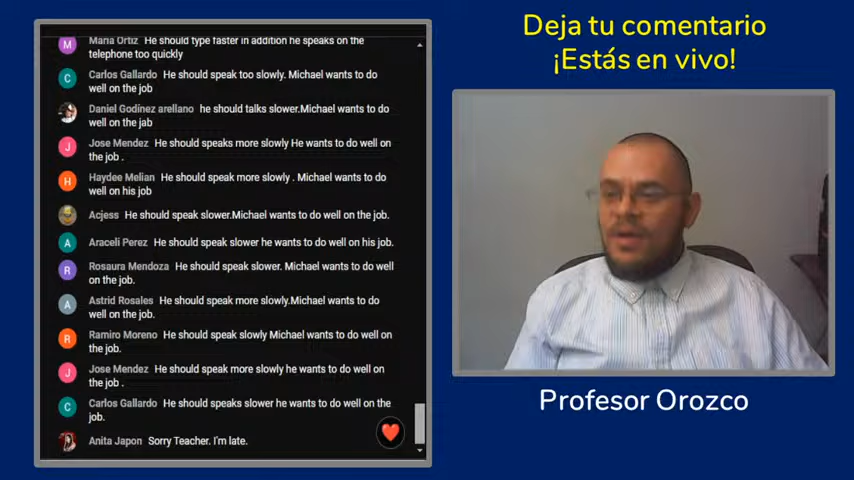 Deja tu comentario
¡Estás en vivo!
Maria Ortiz He should type faster in addition he speaks on the
telephone too quickly
Carlos Gallardo He should speak too slowly. Michael wants to do
well on the job
Daniel Godínez arellano he should talks slower.Michael wants to do
well on the jab
Jose Mendez He should speaks more slowly He wants to do well on
the job .
Haydee Melian He should speak more slowly . Michael wants to do
well on his job
Acjess He should speak slower.Michael wants to do well on the job.
Araceli Perez He should speak slower he wants to do well on his job.
Rosaura Mendoza He should speak slower. Michael wants to do well
on the job.
Astrid Rosales He should speak more slowly.Michael wants to do
well on the job.
Ramiro Moreno He should speak slowly Michael wants to do well on
the job.
Jose Mendez He should speak more slowly he wants to do well on
the job .
Carlos Gallardo He should speaks slower he wants to do well on the
job.
Anita Japon Sorry Teacher. I'm late.
Profesor Orozco